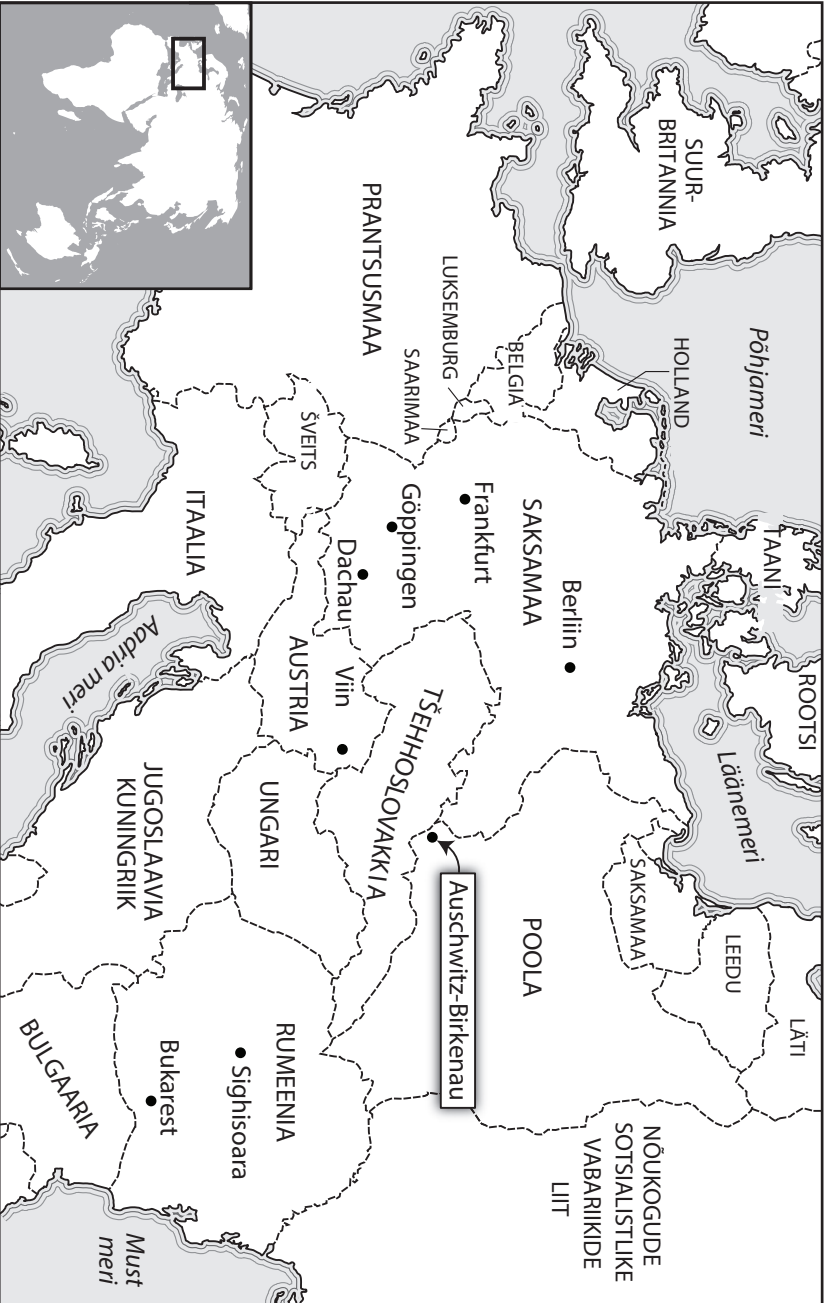 SUUR-
BRITANNIA
Põhjameri
HOLLAND
TAANI
ROOTSI
Läänemeri
LÄTI
LEEDU
SAKSAMAA
NÕUKOGUDE
SOTSIALISTLIKE
VABARIIKIDE
LIIT
BELGIA
LUKSEMBURG
SAARIMAA
PRANTSUSMAA
SAKSAMAA
Berliin
Frankfurt
Göppingen
Dachau
POOLA
Auschwitz-Birkenau
TŠEHHOSLOVAKKIA
ŠVEITS
AUSTRIA
Viin
UNGARI
RUMEENIA
Sighisoara
Bukarest
ITAALIA
Aadria meri
JUGOSLAAVIA
KUNINGRIIK
BULGAARIA
Must
meri